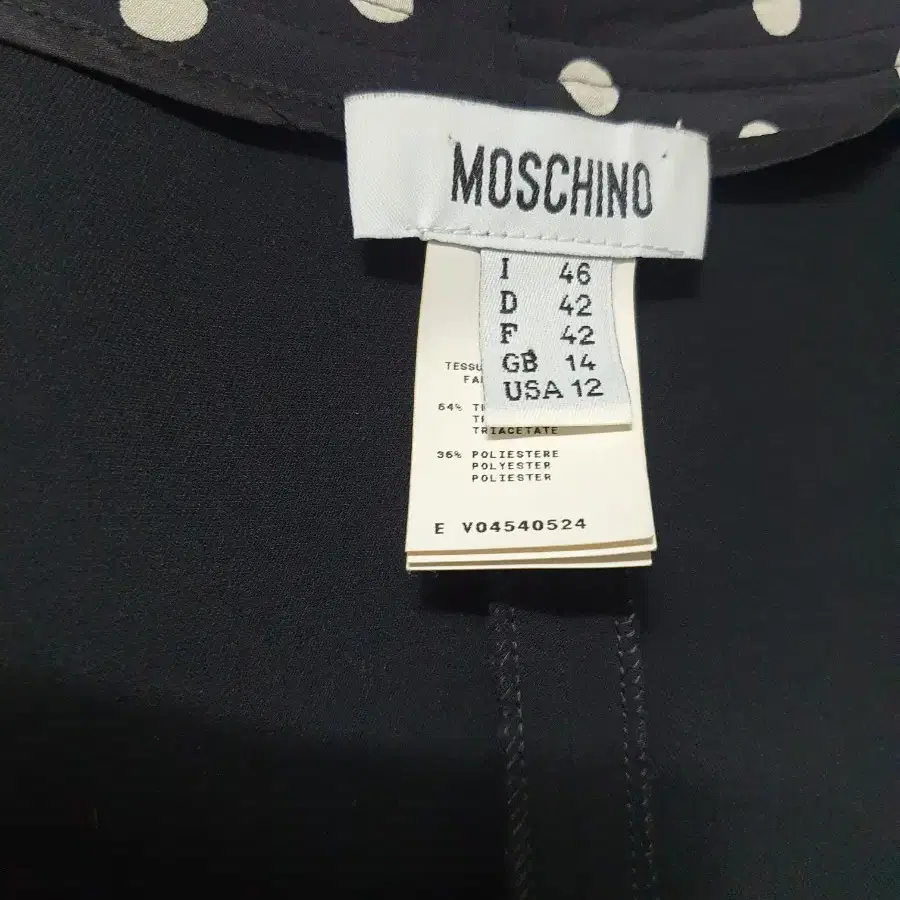 MOSCHINO
I 46
D 42
F 42
GB 14
USA 12
64%
TRIACETATE
36% POLIESTERE
POLYESTER
POLIESTER
E V04540524